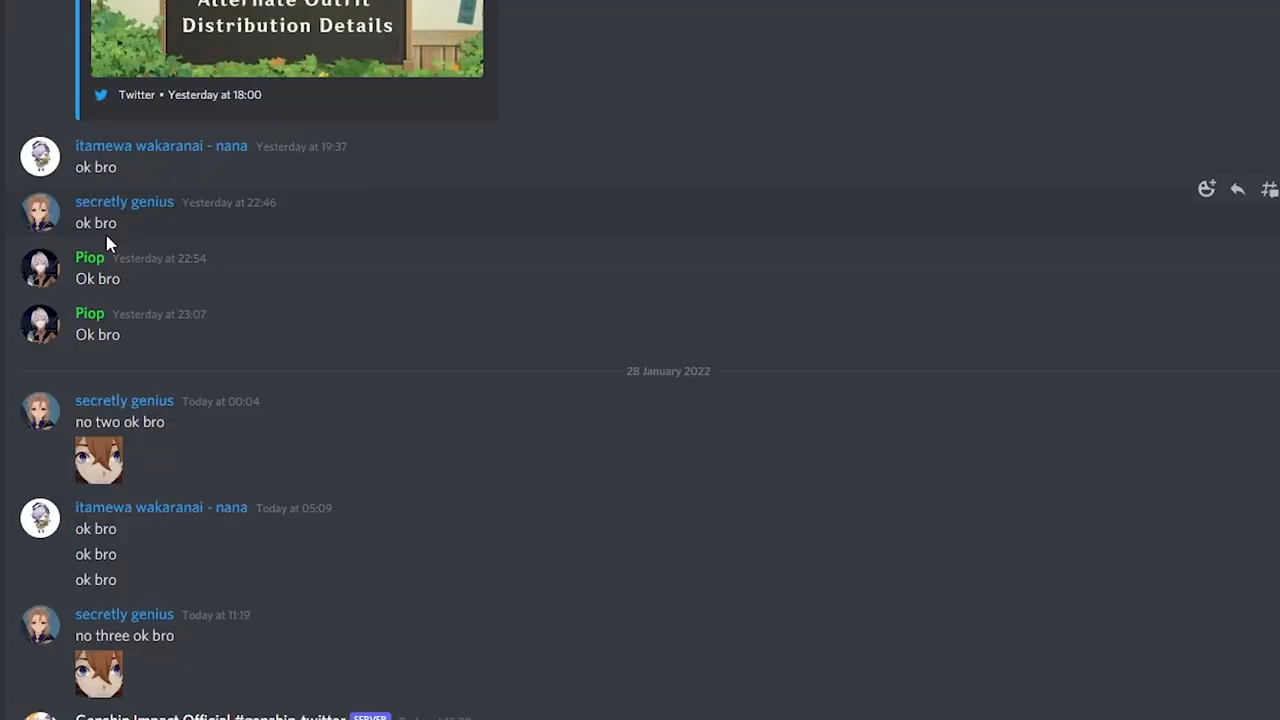 Alternate Outfit
Distribution Details
Twitter • Yesterday at 18:00
itamewa wakaranai - nana Yesterday at 19:37
ok bro
secretly genius Yesterday at 22:46
ok bro
Piop Yesterday at 22:54
Ok bro
Piop Yesterday at 23:07
Ok bro
28 January 2022
secretly genius Today at 00:04
no two ok bro
itamewa wakaranai - nana Today at 05:09
ok bro
ok bro
ok bro
secretly genius Today at 11:19
no three ok bro
Genshin Impact Official #genshin-twitter SERVER Today at